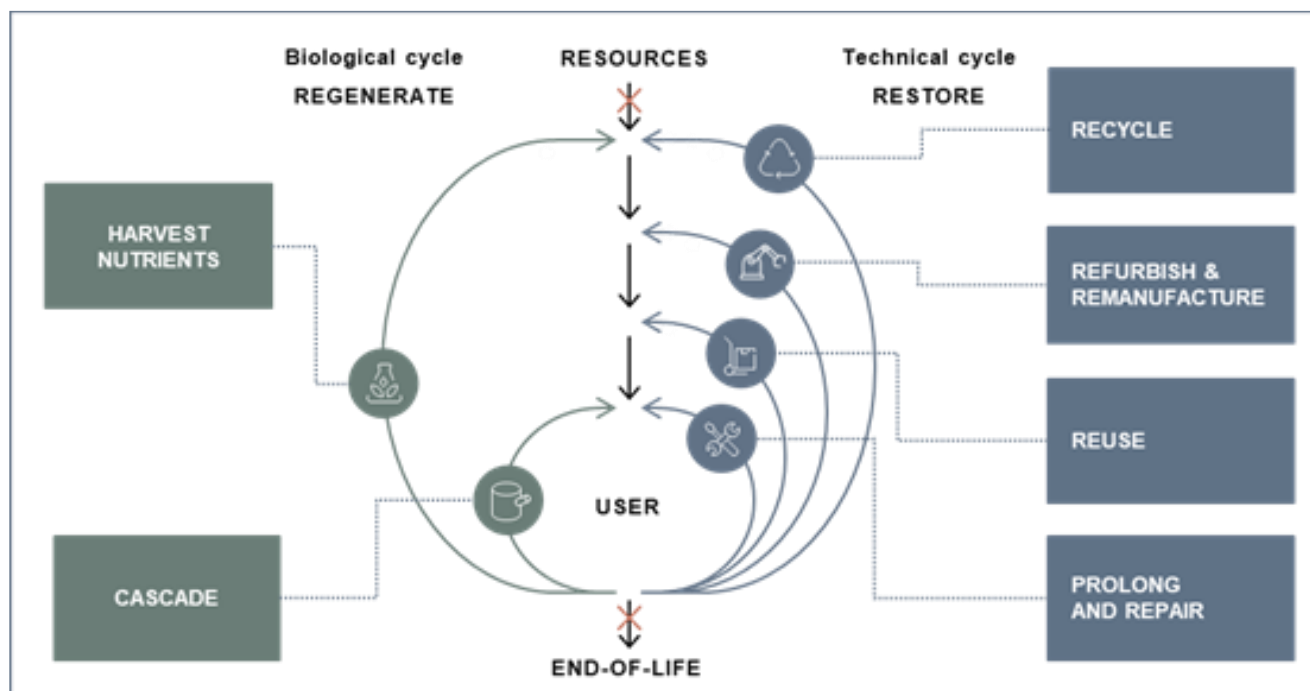 Biological cycle
REGENERATE
RESOURCES
Technical cycle
RESTORE
RECYCLE
HARVEST
NUTRIENTS
REFURBISH &
REMANUFACTURE
REUSE
USER
CASCADE
PROLONG
AND REPAIR
END-OF-LIFE